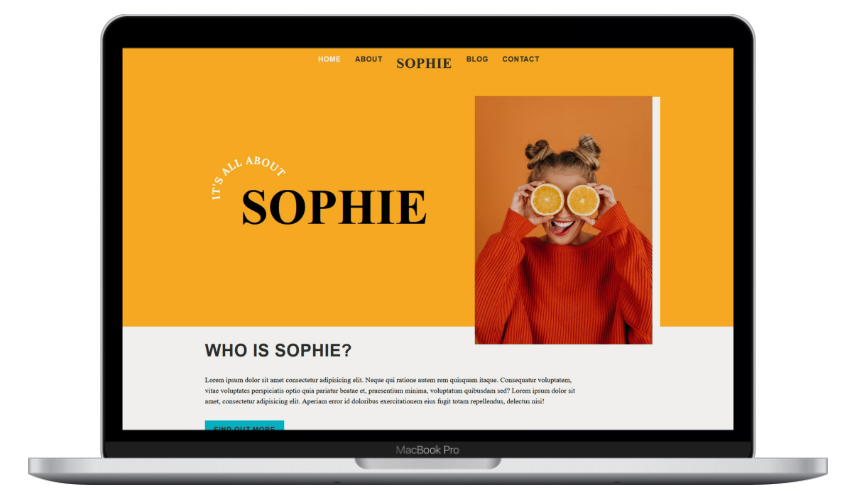 HOME ABOUT SOPHIE BLOG CONTACT
IT'S ALL ABOUT
SOPHIE
WHO IS SOPHIE?
Lorem ipsum dolor sit amet consectetur adipisicing elit. Neque qui ratione autem rem quisquam itaque. Consequatur voluptatem,
vitae voluptates perspiciatis optio quia pariatur beatae et, praesentium minima, voluptatum quibusdam sed? Lorem ipsum dolor sit
amet, consectetur adipisicing elit. Aperiam error id doloribus exercitationem eius fugit totam repellendus, delectus nisi!
FIND OUT MORE
MacBook Pro